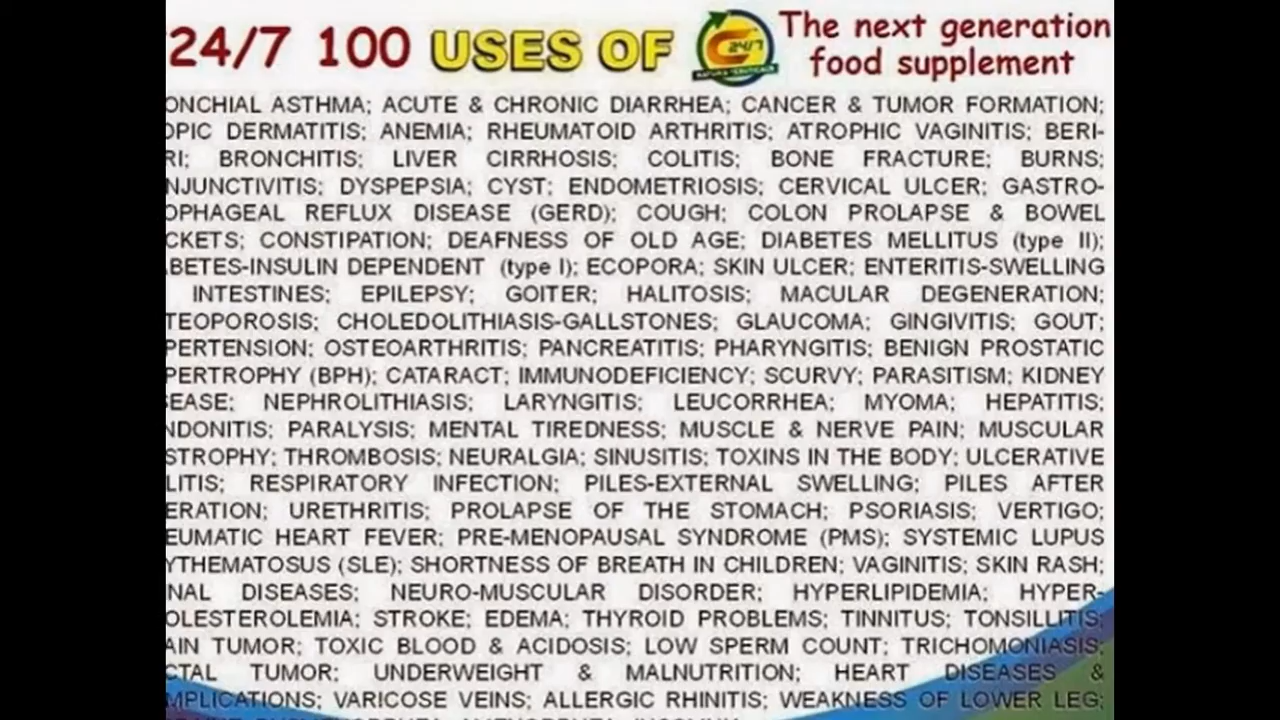 24/7 100 USES OF C 24/7 NATURA-CEUTICALS The next generation
food supplement
ONCHIAL ASTHMA; ACUTE & CHRONIC DIARRHEA; CANCER & TUMOR FORMATION;
OPIC DERMATITIS; ANEMIA; RHEUMATOID ARTHRITIS; ATROPHIC VAGINITIS; BERI-
RI; BRONCHITIS; LIVER CIRRHOSIS; COLITIS; BONE FRACTURE; BURNS;
NJUNCTIVITIS; DYSPEPSIA; CYST; ENDOMETRIOSIS; CERVICAL ULCER; GASTRO-
OPHAGEAL REFLUX DISEASE (GERD); COUGH; COLON PROLAPSE & BOWEL
CKETS; CONSTIPATION; DEAFNESS OF OLD AGE; DIABETES MELLITUS (type II);
ABETES-INSULIN DEPENDENT (type I); ECOPORA; SKIN ULCER; ENTERITIS-SWELLING
INTESTINES; EPILEPSY; GOITER; HALITOSIS; MACULAR DEGENERATION;
TEOPOROSIS; CHOLEDOLITHIASIS-GALLSTONES; GLAUCOMA; GINGIVITIS; GOUT;
PERTENSION; OSTEOARTHRITIS; PANCREATITIS; PHARYNGITIS; BENIGN PROSTATIC
PERTROPHY (BPH); CATARACT; IMMUNODEFICIENCY; SCURVY; PARASITISM; KIDNEY
SEASE; NEPHROLITHIASIS; LARYNGITIS; LEUCORRHEA; MYOMA; HEPATITIS;
NDONITIS; PARALYSIS; MENTAL TIREDNESS; MUSCLE & NERVE PAIN; MUSCULAR
STROPHY; THROMBOSIS; NEURALGIA; SINUSITIS; TOXINS IN THE BODY; ULCERATIVE
LITIS; RESPIRATORY INFECTION; PILES-EXTERNAL SWELLING; PILES AFTER
ERATION; URETHRITIS; PROLAPSE OF THE STOMACH; PSORIASIS; VERTIGO;
EUMATIC HEART FEVER; PRE-MENOPAUSAL SYNDROME (PMS); SYSTEMIC LUPUS
YTHEMATOSUS (SLE); SHORTNESS OF BREATH IN CHILDREN; VAGINITIS; SKIN RASH;
NAL DISEASES; NEURO-MUSCULAR DISORDER; HYPERLIPIDEMIA; HYPER-
OLESTEROLEMIA; STROKE; EDEMA; THYROID PROBLEMS; TINNITUS; TONSILLITIS;
AIN TUMOR; TOXIC BLOOD & ACIDOSIS; LOW SPERM COUNT; TRICHOMONIASIS;
CTAL TUMOR; UNDERWEIGHT & MALNUTRITION; HEART DISEASES &
MPLICATIONS; VARICOSE VEINS; ALLERGIC RHINITIS; WEAKNESS OF LOWER LEG;